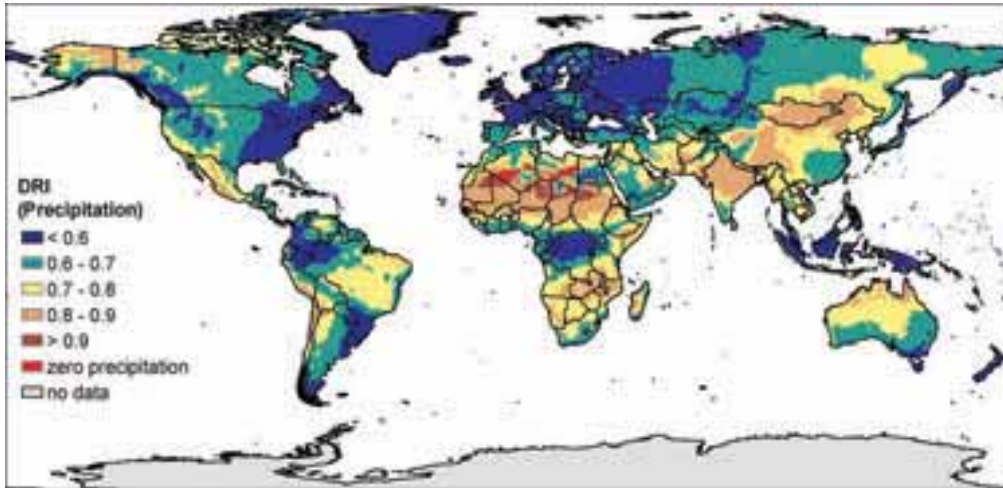 DRI
(Precipitation)
< 0.6
0.6 - 0.7
0.7 - 0.8
0.8 - 0.9
> 0.9
zero precipitation
no data